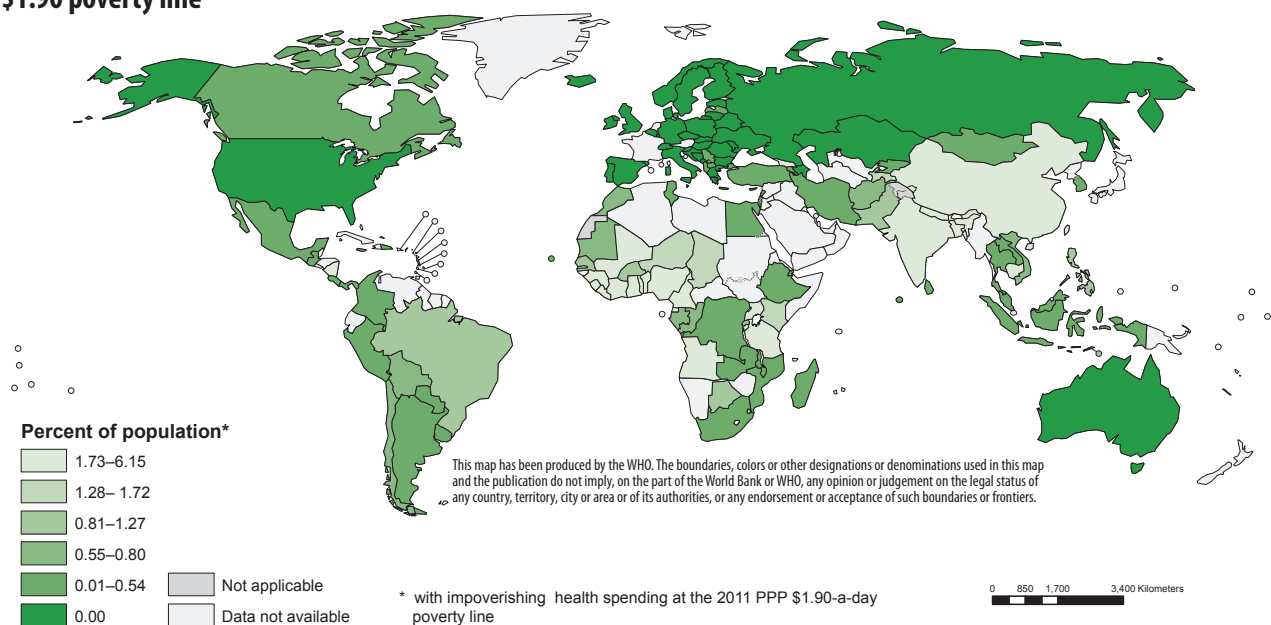 $1.90 poverty line
Percent of population*
1.73–6.15
1.28– 1.72
0.81–1.27
0.55–0.80
0.01–0.54
0.00
Not applicable
Data not available
This map has been produced by the WHO. The boundaries, colors or other designations or denominations used in this map
and the publication do not imply, on the part of the World Bank or WHO, any opinion or judgement on the legal status of
any country, territory, city or area or of its authorities, or any endorsement or acceptance of such boundaries or frontiers.
* with impoverishing health spending at the 2011 PPP $1.90-a-day
poverty line
0 850 1,700 3,400 Kilometers